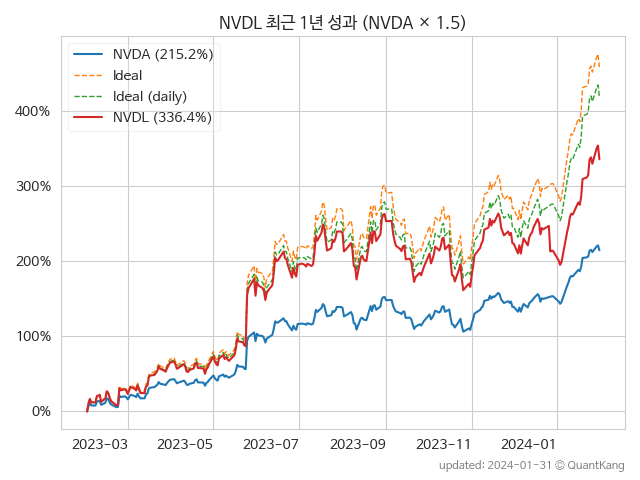 NVDL 최근 1년 성과 (NVDA × 1.5)
NVDA (215.2%)
Ideal
Ideal (daily)
NVDL (336.4%)
400%
300%
200%
100%
0%
2023-03 2023-05 2023-07 2023-09 2023-11 2024-01
updated: 2024-01-31 © QuantKang